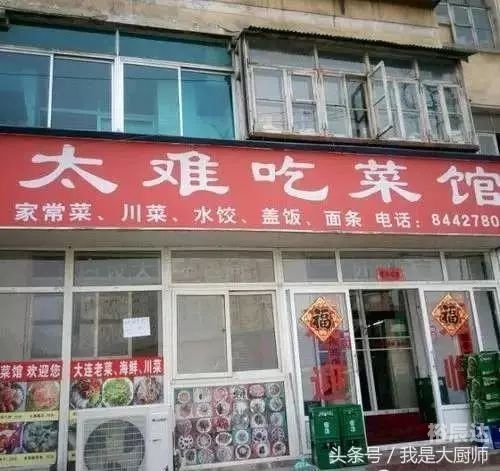 太难吃菜馆
家常菜、川菜、水饺、盖饭、面条 电话：8442780
福
福
迎
临
菜馆 欢迎您
大连老菜、海鲜、川菜
头条号 / 我是大厨师